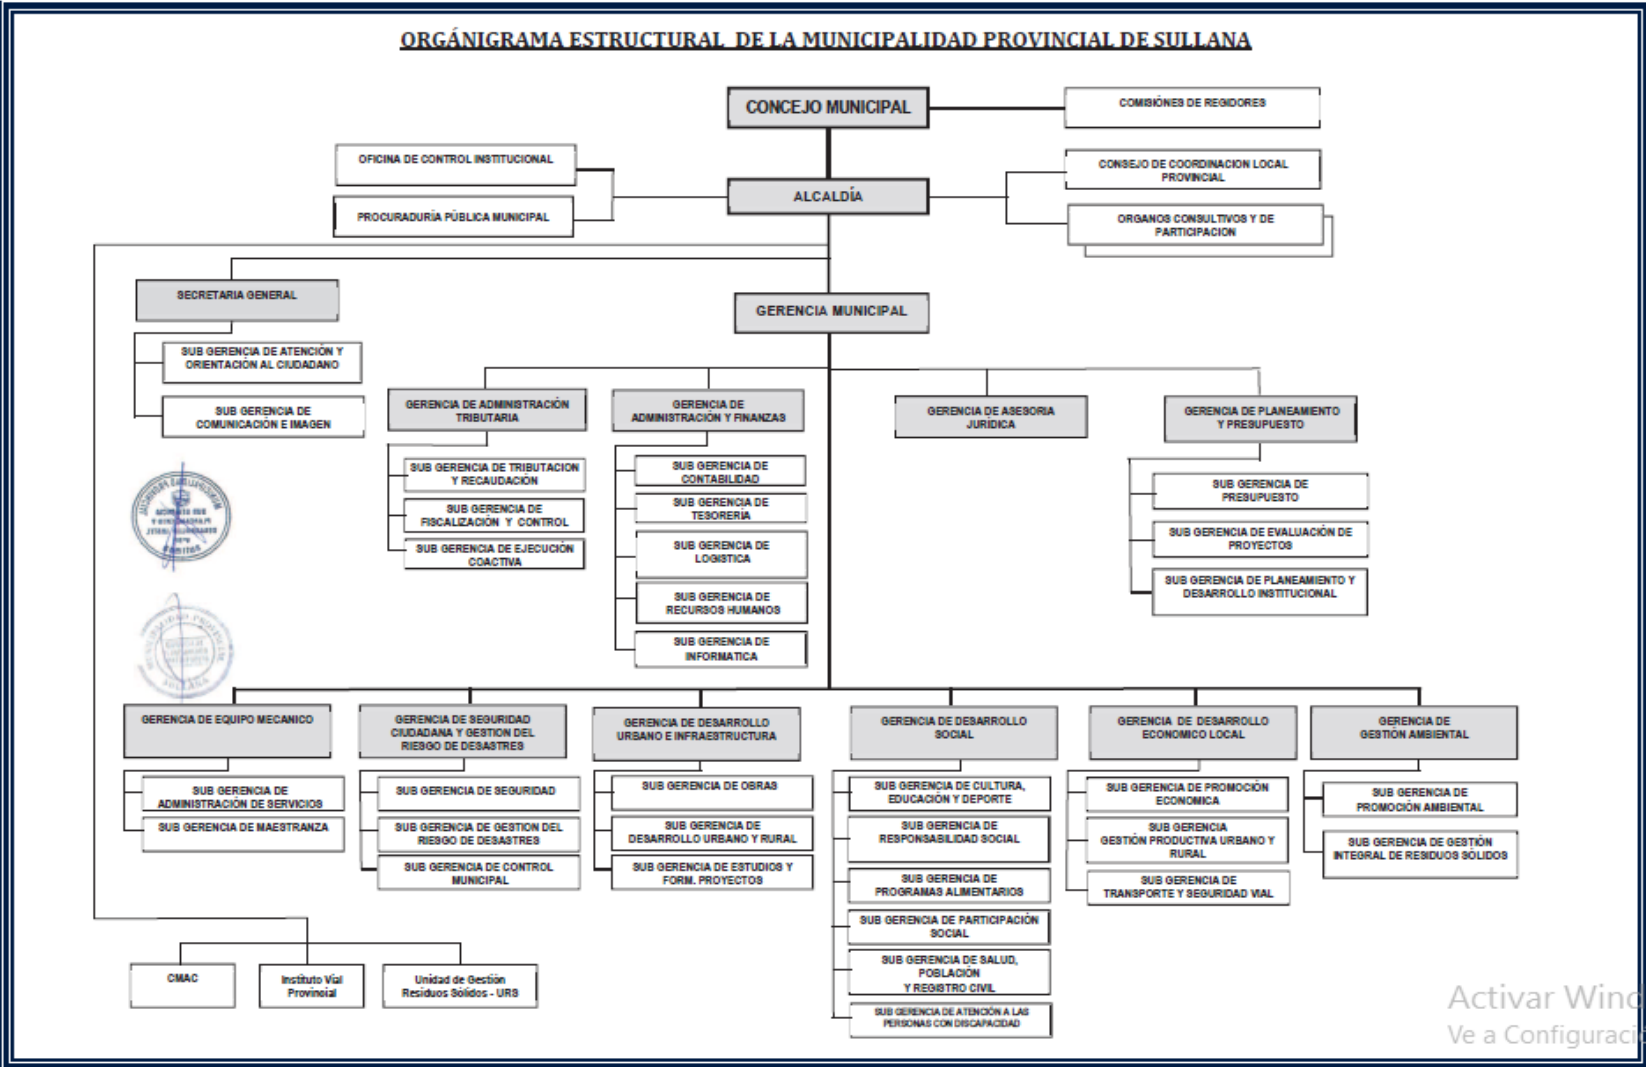 ORGÁNIGRAMA ESTRUCTURAL DE LA MUNICIPALIDAD PROVINCIAL DE SULLANA
CONCEJO MUNICIPAL
COMISIÓNES DE REGIDORES
OFICINA DE CONTROL INSTITUCIONAL
PROCURADURÍA PÚBLICA MUNICIPAL
ALCALDÍA
CONSEJO DE COORDINACION LOCAL
PROVINCIAL
ORGANOS CONSULTIVOS Y DE
PARTICIPACION
SECRETARIA GENERAL
SUB GERENCIA DE ATENCIÓN Y
ORIENTACIÓN AL CIUDADANO
SUB GERENCIA DE
COMUNICACIÓN E IMAGEN
GERENCIA MUNICIPAL
GERENCIA DE ADMINISTRACIÓN
TRIBUTARIA
SUB GERENCIA DE TRIBUTACION
Y RECAUDACIÓN
SUB GERENCIA DE
FISCALIZACIÓN Y CONTROL
SUB GERENCIA DE EJECUCIÓN
COACTIVA
GERENCIA DE
ADMINISTRACIÓN Y FINANZAS
SUB GERENCIA DE
CONTABILIDAD
SUB GERENCIA DE
TESORERÍA
SUB GERENCIA DE
LOGISTICA
SUB GERENCIA DE
RECURSOS HUMANOS
SUB GERENCIA DE
INFORMATICA
GERENCIA DE ASESORIA
JURÍDICA
GERENCIA DE PLANEAMIENTO
Y PRESUPUESTO
SUB GERENCIA DE
PRESUPUESTO
SUB GERENCIA DE EVALUACIÓN DE
PROYECTOS
SUB GERENCIA DE PLANEAMIENTO Y
DESARROLLO INSTITUCIONAL
GERENCIA DE EQUIPO MECANICO
SUB GERENCIA DE
ADMINISTRACIÓN DE SERVICIOS
SUB GERENCIA DE MAESTRANZA
GERENCIA DE SEGURIDAD
CIUDADANA Y GESTION DEL
RIESGO DE DESASTRES
SUB GERENCIA DE SEGURIDAD
SUB GERENCIA DE GESTION DEL
RIESGO DE DESASTRES
SUB GERENCIA DE CONTROL
MUNICIPAL
GERENCIA DE DESARROLLO
URBANO E INFRAESTRUCTURA
SUB GERENCIA DE OBRAS
SUB GERENCIA DE
DESARROLLO URBANO Y RURAL
SUB GERENCIA DE ESTUDIOS Y
FORM. PROYECTOS
GERENCIA DE DESARROLLO
SOCIAL
SUB GERENCIA DE CULTURA,
EDUCACIÓN Y DEPORTE
SUB GERENCIA DE
RESPONSABILIDAD SOCIAL
SUB GERENCIA DE
PROGRAMAS ALIMENTARIOS
SUB GERENCIA DE PARTICIPACIÓN
SOCIAL
SUB GERENCIA DE SALUD,
POBLACIÓN
Y REGISTRO CIVIL
SUB GERENCIA DE ATENCIÓN A LAS
PERSONAS CON DISCAPACIDAD
GERENCIA DE DESARROLLO
ECONOMICO LOCAL
SUB GERENCIA DE PROMOCIÓN
ECONOMICA
SUB GERENCIA
GESTIÓN PRODUCTIVA URBANO Y
RURAL
SUB GERENCIA DE
TRANSPORTE Y SEGURIDAD VIAL
GERENCIA DE
GESTIÓN AMBIENTAL
SUB GERENCIA DE
PROMOCIÓN AMBIENTAL
SUB GERENCIA DE GESTIÓN
INTEGRAL DE RESIDUOS SÓLIDOS
CMAC
Instituto Vial
Provincial
Unidad de Gestión
Residuos Sólidos - URS
Activar Wind
Ve a Configuració